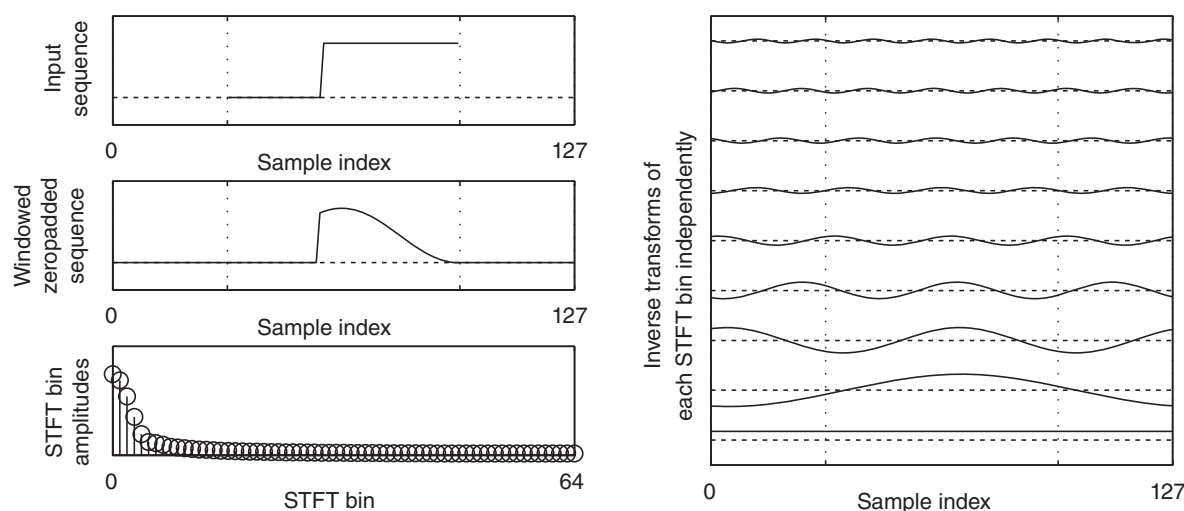 Input
sequence
0
Sample index
127
Windowed
zeropadded
sequence
0
Sample index
127
STFT bin
amplitudes
0
STFT bin
64
Inverse transforms of
each STFT bin independently
0
Sample index
127